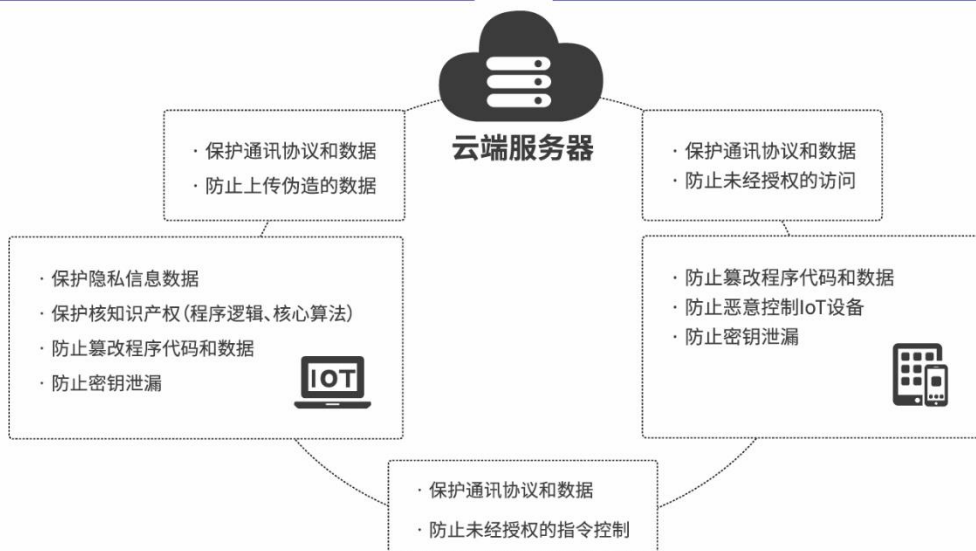 云端服务器
· 保护通讯协议和数据
· 防止上传伪造的数据
· 保护通讯协议和数据
· 防止未经授权的访问
· 保护隐私信息数据
· 保护核知识产权(程序逻辑、核心算法)
· 防止篡改程序代码和数据
· 防止密钥泄漏
IOT
· 防止篡改程序代码和数据
· 防止恶意控制IoT设备
· 防止密钥泄漏
· 保护通讯协议和数据
· 防止未经授权的指令控制